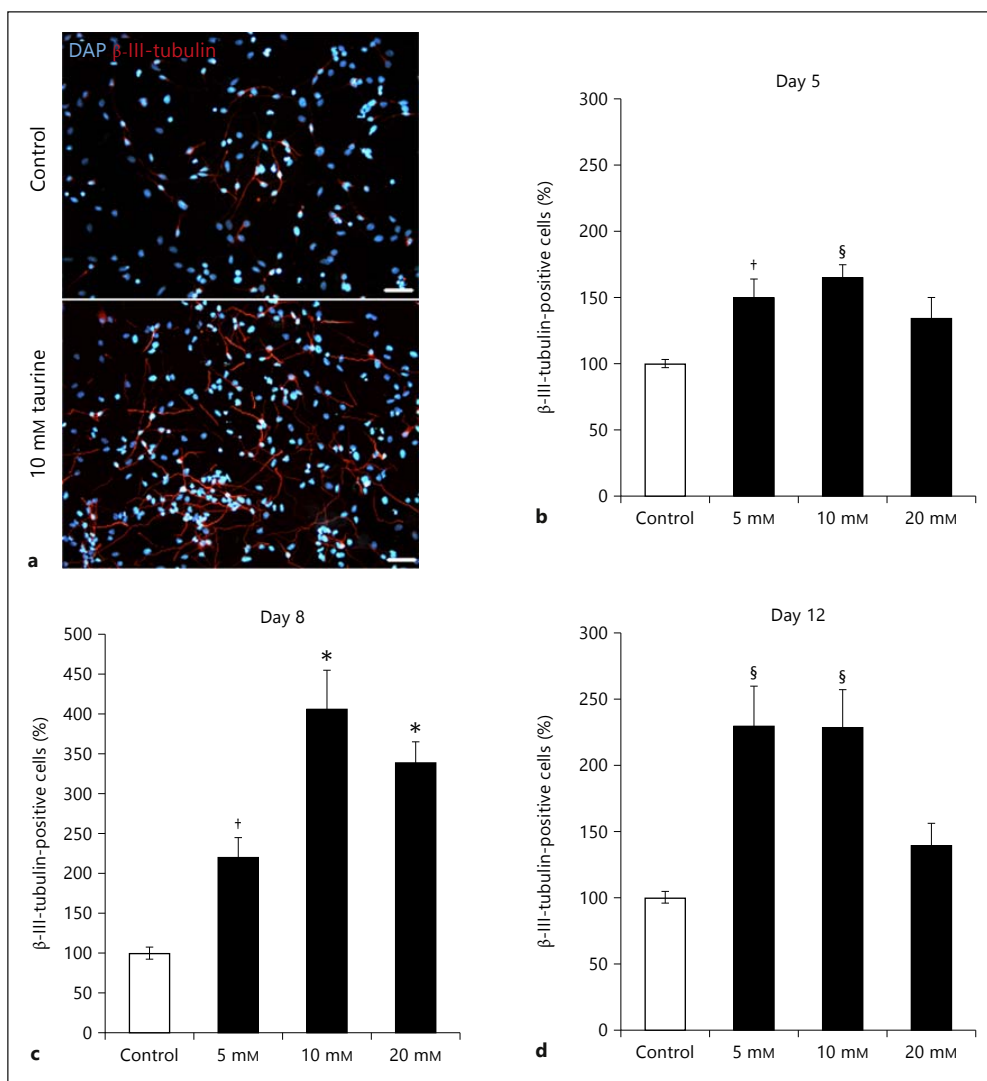 DAP β-III-tubulin
Control
10 mM taurine
a
Day 5
β-III-tubulin-positive cells (%)
300
250
200
150
100
50
0
†
§
Control 5 mM 10 mM 20 mM
b
Day 8
β-III-tubulin-positive cells (%)
500
450
400
350
300
250
200
150
100
50
0
†
*
*
Control 5 mM 10 mM 20 mM
c
Day 12
β-III-tubulin-positive cells (%)
300
250
200
150
100
50
0
§
§
Control 5 mM 10 mM 20 mM
d